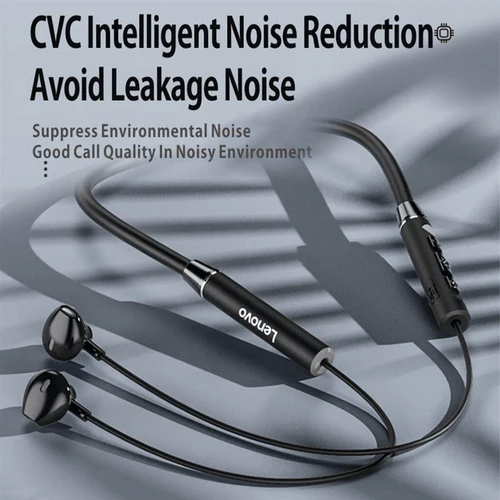 CVC Intelligent Noise Reduction
Avoid Leakage Noise
Suppress Environmental Noise
Good Call Quality In Noisy Environment
Lenovo